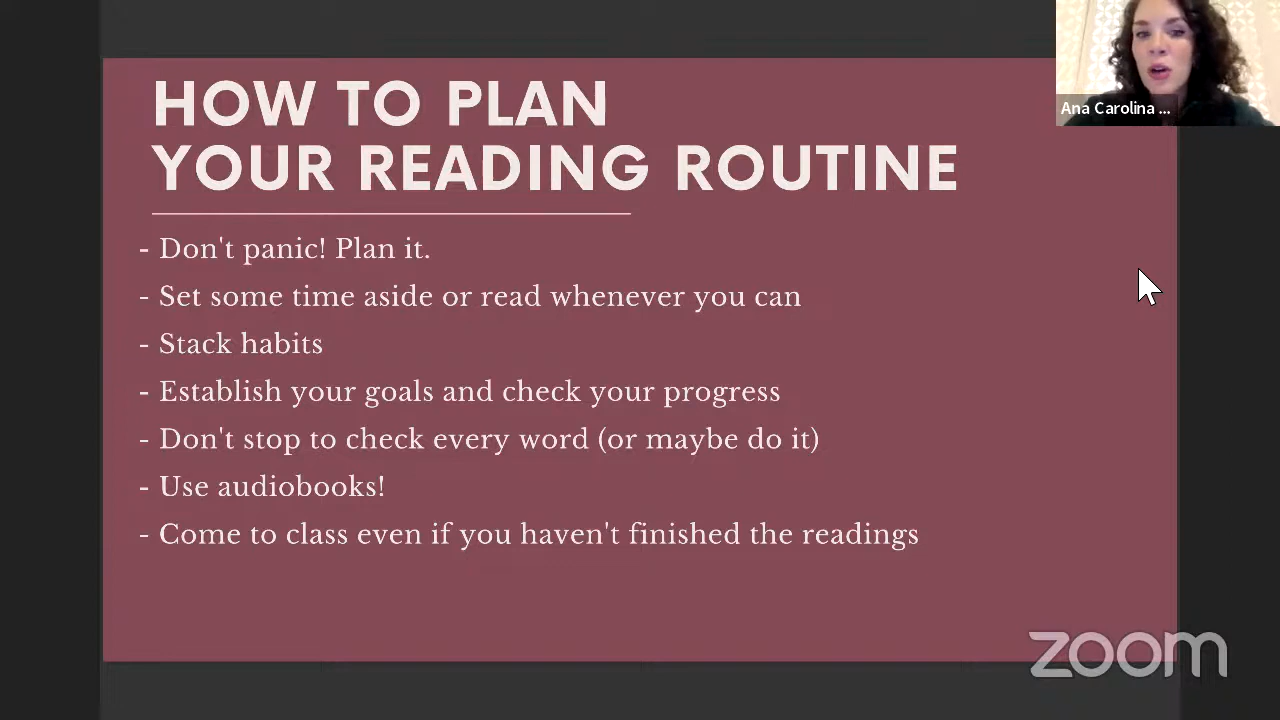 HOW TO PLAN
YOUR READING ROUTINE
- Don't panic! Plan it.
- Set some time aside or read whenever you can
- Stack habits
- Establish your goals and check your progress
- Don't stop to check every word (or maybe do it)
- Use audiobooks!
- Come to class even if you haven't finished the readings
Ana Carolina ...
zoom